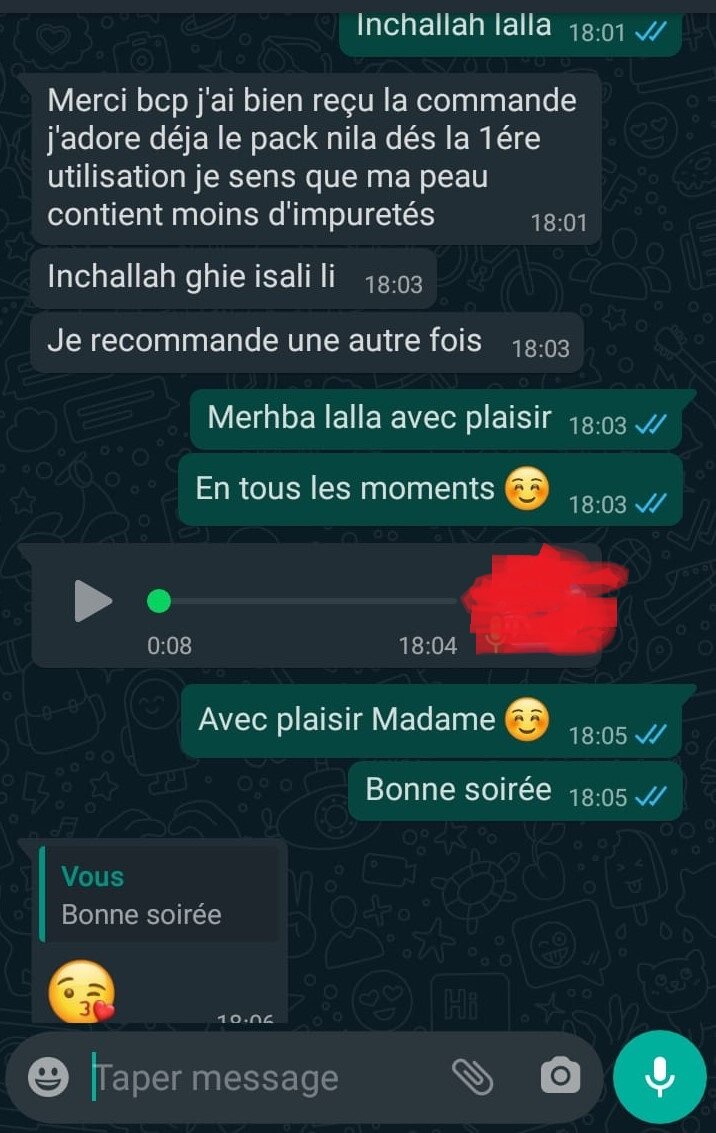 Inchallah lalla 18:01
Merci bcp j'ai bien reçu la commande
j'adore déja le pack nila dés la 1ére
utilisation je sens que ma peau
contient moins d'impuretés 18:01
Inchallah ghie isali li 18:03
Je recommande une autre fois 18:03
Merhba lalla avec plaisir 18:03
En tous les moments ☺️ 18:03
0:08 18:04
Avec plaisir Madame ☺️ 18:05
Bonne soirée 18:05
Vous
Bonne soirée
😘 18:06
Taper message